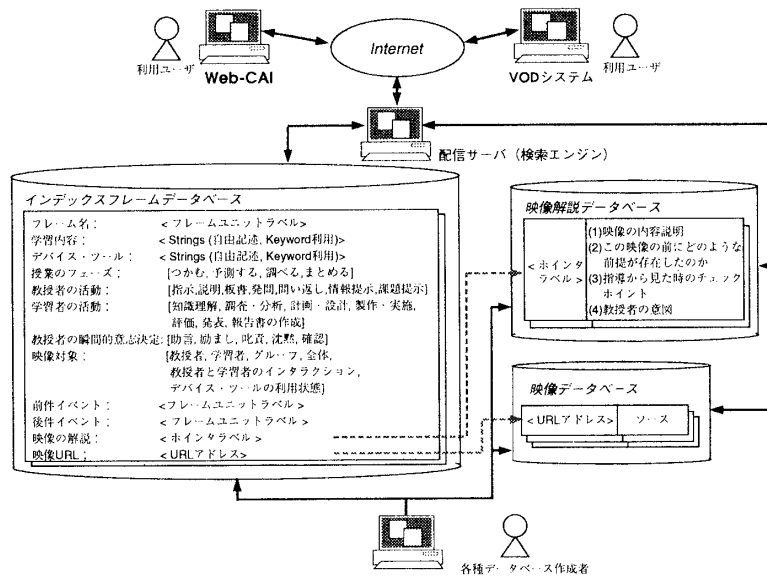 利用ユーザ
Web-CAI
Internet
VODシステム
利用ユーザ
配信サーバ（検索エンジン）
インデックスフレームデータベース
フレーム名： ＜フレームユニットラベル＞
学習内容： ＜Strings (自由記述, Keyword利用)＞
デバイス・ツール： ＜Strings (自由記述, Keyword利用)＞
授業のフェーズ： [つかむ, 予測する, 調べる, まとめる]
教授者の活動： [指示, 説明, 板書, 発問, 問い返し, 情報提示, 課題提示]
学習者の活動： [知識理解, 調査・分析, 計画・設計, 製作・実施,
評価, 発表, 報告書の作成]
教授者の瞬間的意志決定: [助言, 励まし, 叱責, 沈黙, 確認]
映像対象： [教授者, 学習者, グループ, 全体,
教授者と学習者のインタラクション,
デバイス・ツールの利用状態]
前件イベント： ＜フレームユニットラベル＞
後件イベント： ＜フレームユニットラベル＞
映像の解説： ＜ポインタラベル＞
映像URL； ＜URLアドレス＞
映像解説データベース
＜ポインタ
ラベル＞
(1)映像の内容説明
(2)この映像の前にどのような
前提が存在したのか
(3)指導から見た時のチェック
ポイント
(4)教授者の意図
映像データベース
＜URLアドレス＞ ソース
各種データベース作成者